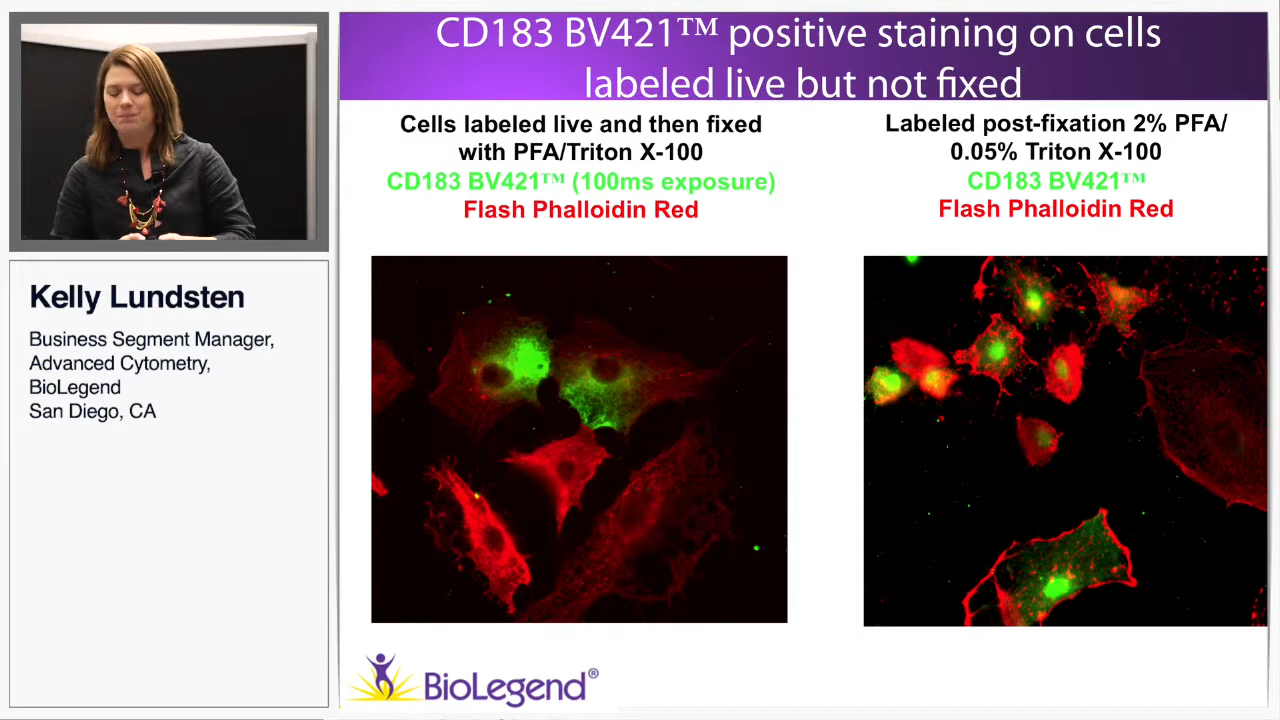 CD183 BV421™ positive staining on cells
labeled live but not fixed
Cells labeled live and then fixed
with PFA/Triton X-100
CD183 BV421™ (100ms exposure)
Flash Phalloidin Red
Labeled post-fixation 2% PFA/
0.05% Triton X-100
CD183 BV421™
Flash Phalloidin Red
Kelly Lundsten
Business Segment Manager,
Advanced Cytometry,
BioLegend
San Diego, CA
BioLegend®